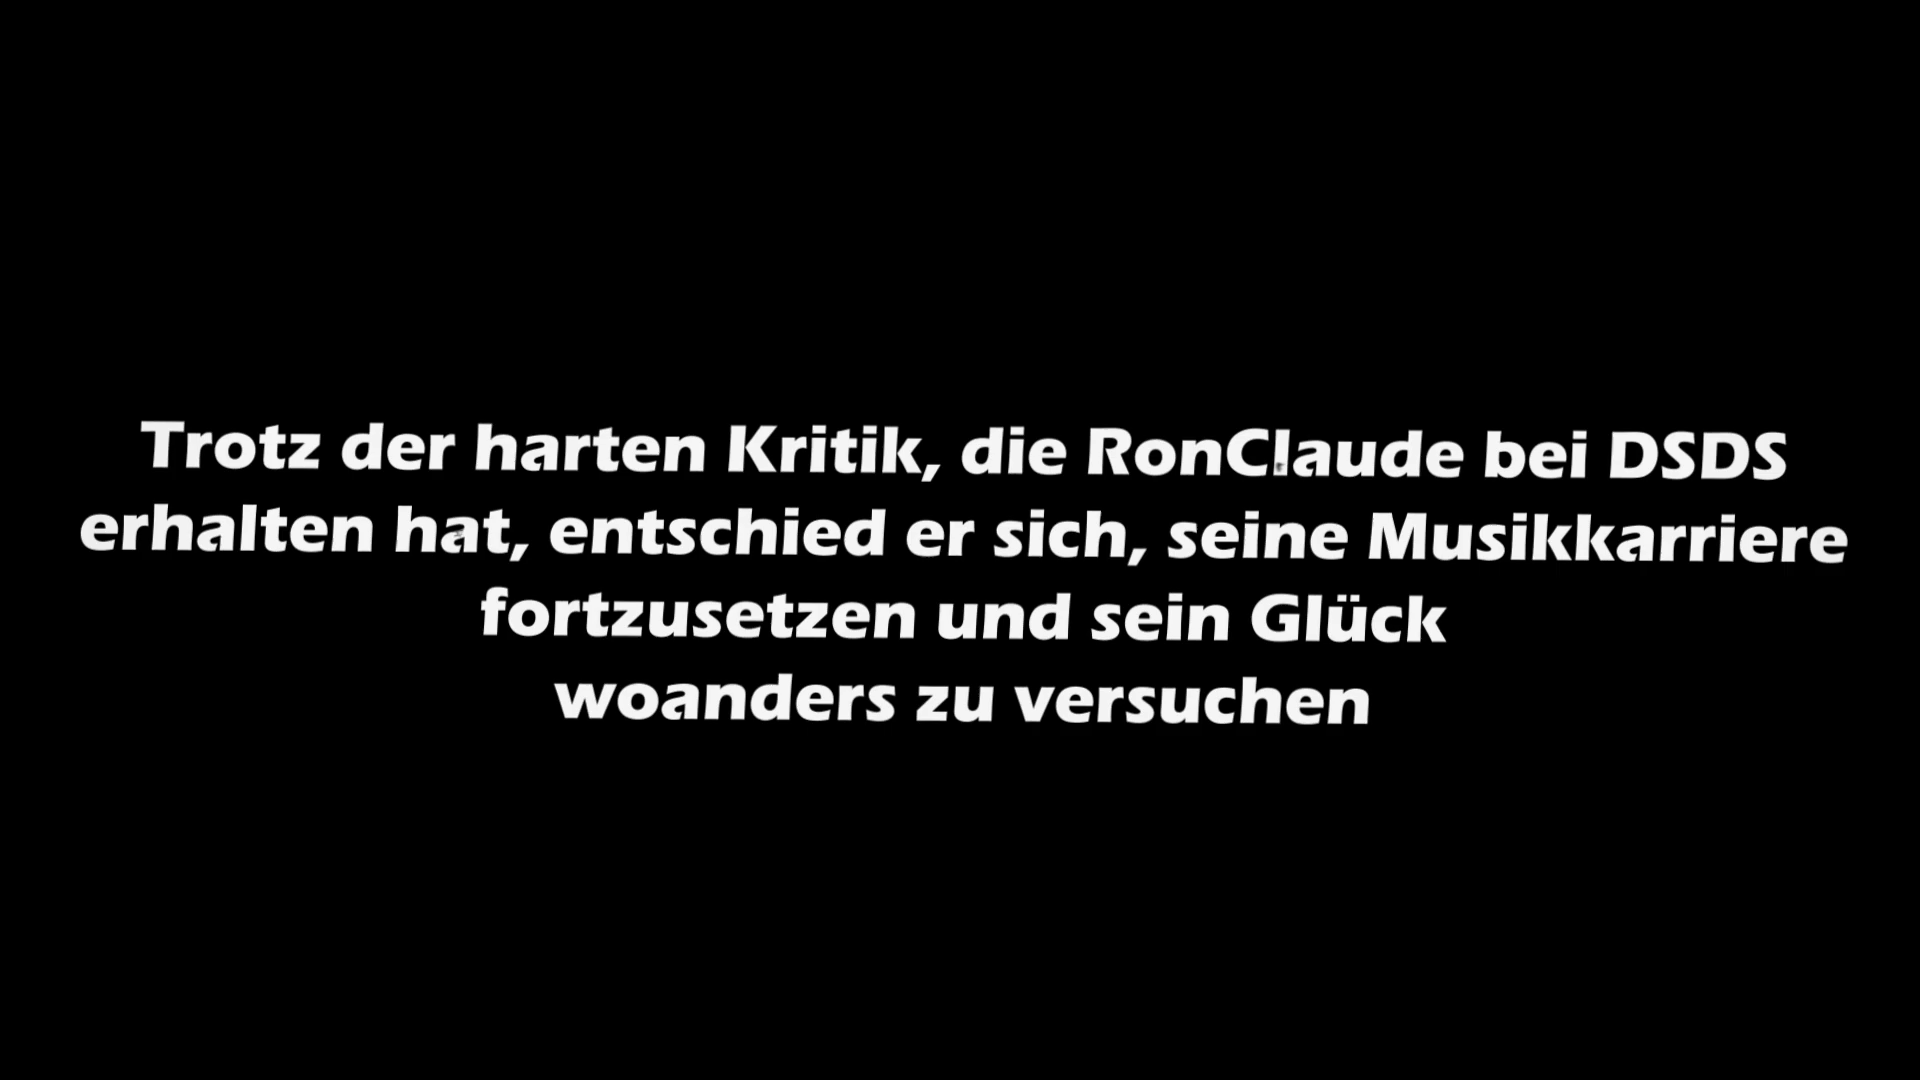 Trotz der harten Kritik, die RonClaude bei DSDS
erhalten hat, entschied er sich, seine Musikkarriere
fortzusetzen und sein Glück
woanders zu versuchen